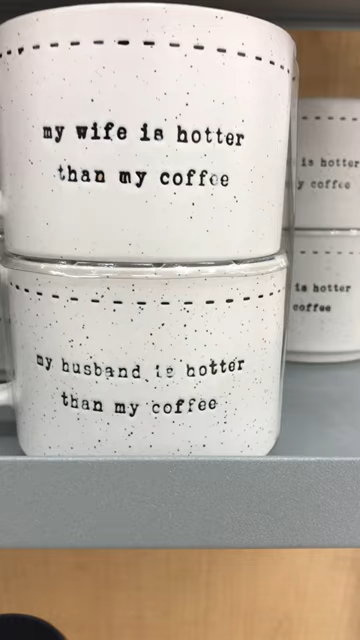 my wife is hotter
than my coffee
my husband is hotter
than my coffee
is hotter
y coffee
is hotter
coffee